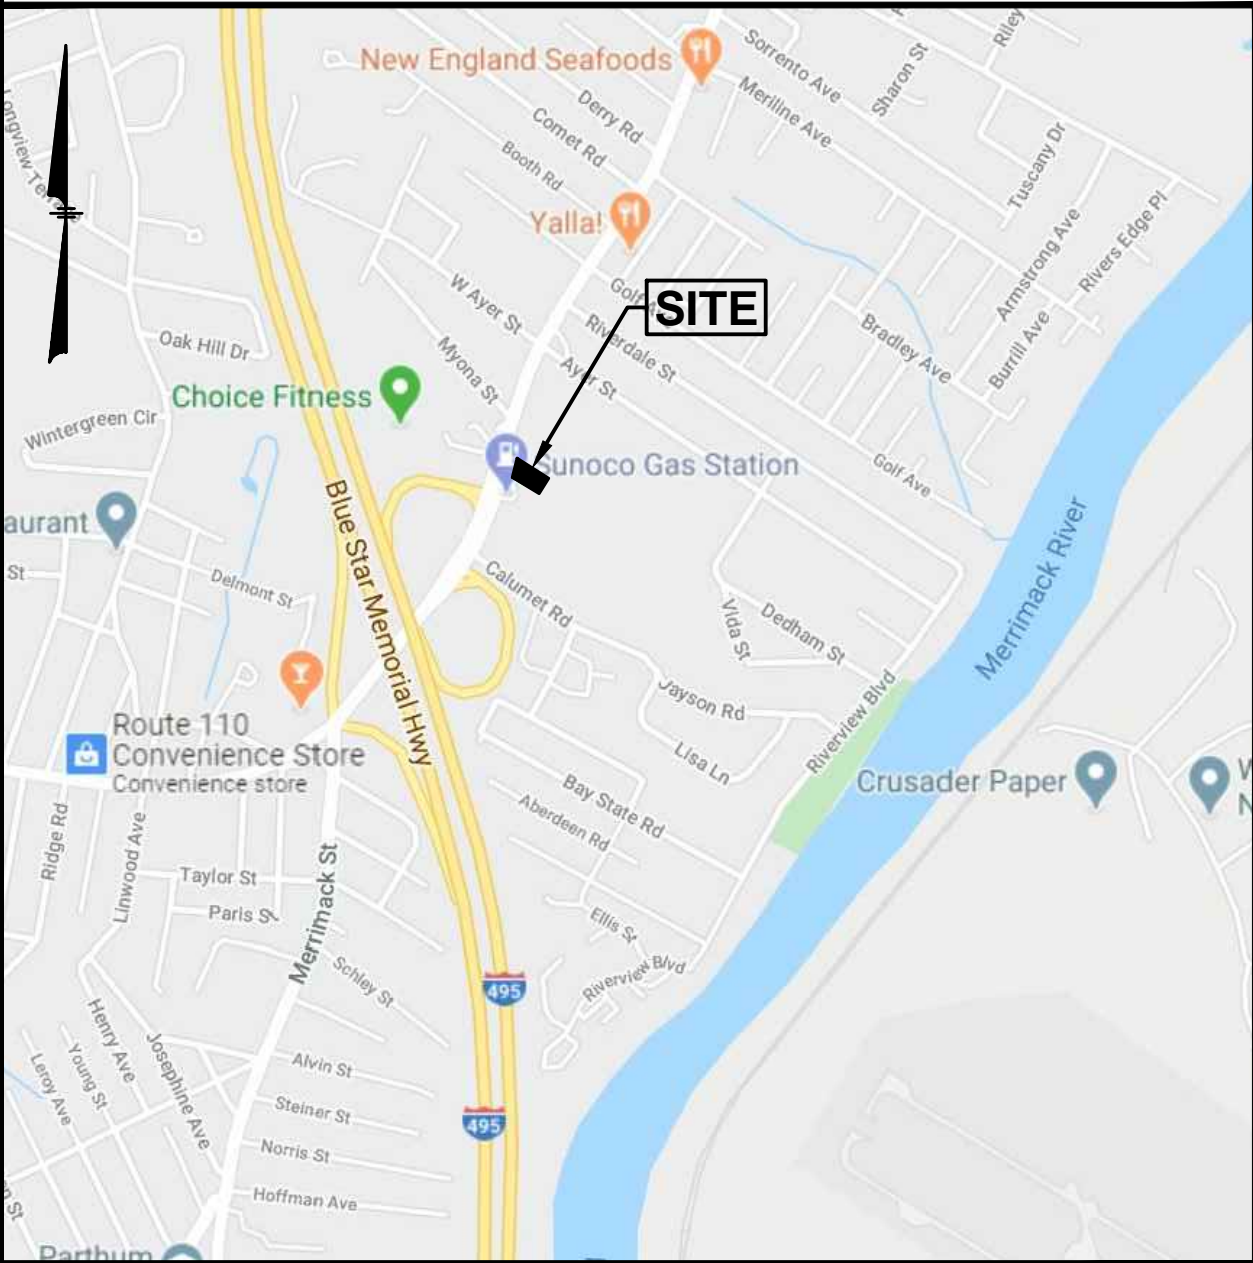 New England Seafoods
Sorrento Ave
Sharon St
Riley
Meriline Ave
Derry Rd
Comet Rd
Booth Rd
Tuscany Dr
Longview Terrace
Yalla!
Armstrong Ave
Rivers Edge Pl
W Ayer St
Golf Ave
SITE
Riverdale St
Bradley Ave
Burrill Ave
Oak Hill Dr
Myona St
Ayer St
Choice Fitness
Wintergreen Cir
Sunoco Gas Station
Golf Ave
Blue Star Memorial Hwy
aurant
St
Delmont St
Calumet Rd
Merrimack River
Vida St
Dedham St
Jayson Rd
Riverview Blvd
Lisa Ln
Route 110
Convenience Store
Convenience store
Crusader Paper
W
N
Bay State Rd
Aberdeen Rd
Ridge Rd
Linwood Ave
Taylor St
Paris St
Merrimack St
Ellis St
Schley St
Riverview Blvd
495
Henry Ave
Josephine Ave
Young St
Leroy Ave
Alvin St
Steiner St
495
Norris St
Hoffman Ave
St
Parthum